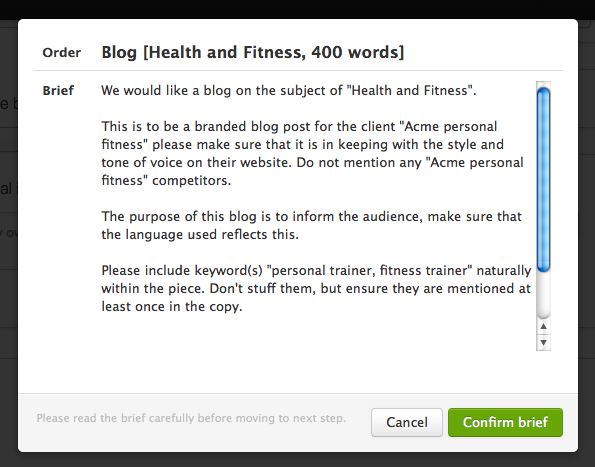 Order Blog [Health and Fitness, 400 words]
Brief We would like a blog on the subject of "Health and Fitness".
This is to be a branded blog post for the client "Acme personal
fitness" please make sure that it is in keeping with the style and
tone of voice on their website. Do not mention any "Acme personal
fitness" competitors.
The purpose of this blog is to inform the audience, make sure that
the language used reflects this.
Please include keyword(s) "personal trainer, fitness trainer" naturally
within the piece. Don't stuff them, but ensure they are mentioned at
least once in the copy.
Please read the brief carefully before moving to next step. Cancel Confirm brief